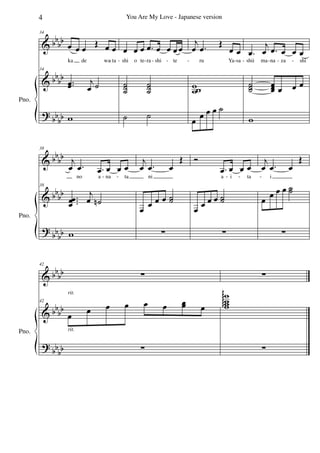 4
You Are My Love - Japanese version
34
ka de wa ta - shi o te-ra - shi - te - ru Ya-sa - shii ma-na - za - shi
34
Pno.
38
no a - na - ta ni a - i - ta - i
38
Pno.
42
rit.
42
Pno.
rit.